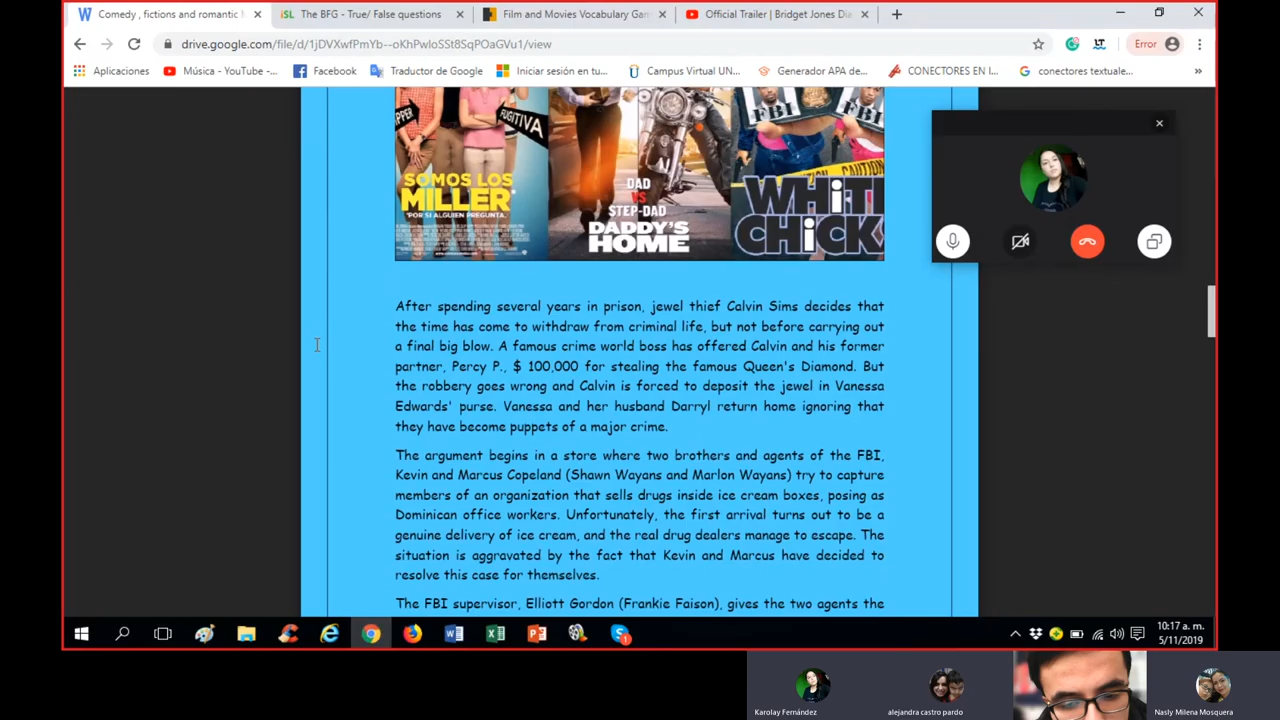 Comedy , fictions and romantic
The BFG - True/ False questions
Film and Movies Vocabulary Gam
Official Trailer | Bridget Jones Dia
drive.google.com/file/d/1jDVXwfPmYb--oKhPwIoSSt8SqPOaGVu1/view
Error
Aplicaciones
Música - YouTube -...
Facebook
Traductor de Google
Iniciar sesión en tu...
Campus Virtual UN...
Generador APA de...
CONECTORES EN I...
conectores textuale...
FUGITIVA
SOMOS LOS
MILLER
"POR SI ALGUIEN PREGUNTA."
DAD
VS
STEP-DAD
DADDY'S
HOME
FBI
FBI
CAUTION
WHiT
CHiCK
After spending several years in prison, jewel thief Calvin Sims decides that
the time has come to withdraw from criminal life, but not before carrying out
a final big blow. A famous crime world boss has offered Calvin and his former
partner, Percy P., $ 100,000 for stealing the famous Queen's Diamond. But
the robbery goes wrong and Calvin is forced to deposit the jewel in Vanessa
Edwards' purse. Vanessa and her husband Darryl return home ignoring that
they have become puppets of a major crime.
The argument begins in a store where two brothers and agents of the FBI,
Kevin and Marcus Copeland (Shawn Wayans and Marlon Wayans) try to capture
members of an organization that sells drugs inside ice cream boxes, posing as
Dominican office workers. Unfortunately, the first arrival turns out to be a
genuine delivery of ice cream, and the real drug dealers manage to escape. The
situation is aggravated by the fact that Kevin and Marcus have decided to
resolve this case for themselves.
The FBI supervisor, Elliott Gordon (Frankie Faison), gives the two agents the
10:17 a. m.
5/11/2019
Karolay Fernández
alejandra castro pardo
Nasly Milena Mosquera